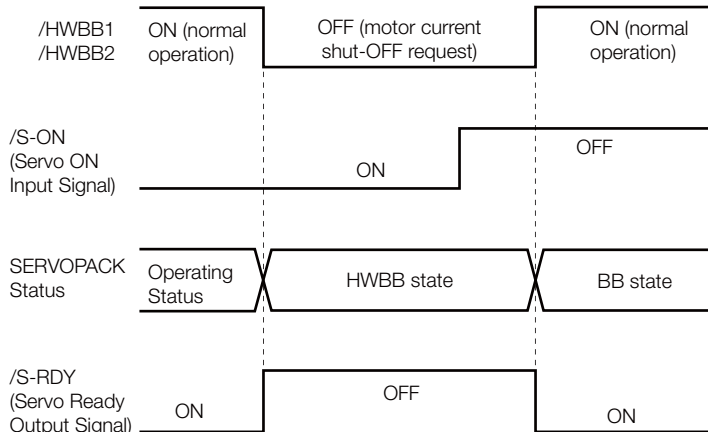 /HWBB1
/HWBB2
ON (normal
operation)
OFF (motor current
shut-OFF request)
ON (normal
operation)
/S-ON
(Servo ON
Input Signal)
ON
OFF
SERVOPACK
Status
Operating
Status
HWBB state
BB state
/S-RDY
(Servo Ready
Output Signal)
ON
OFF
ON